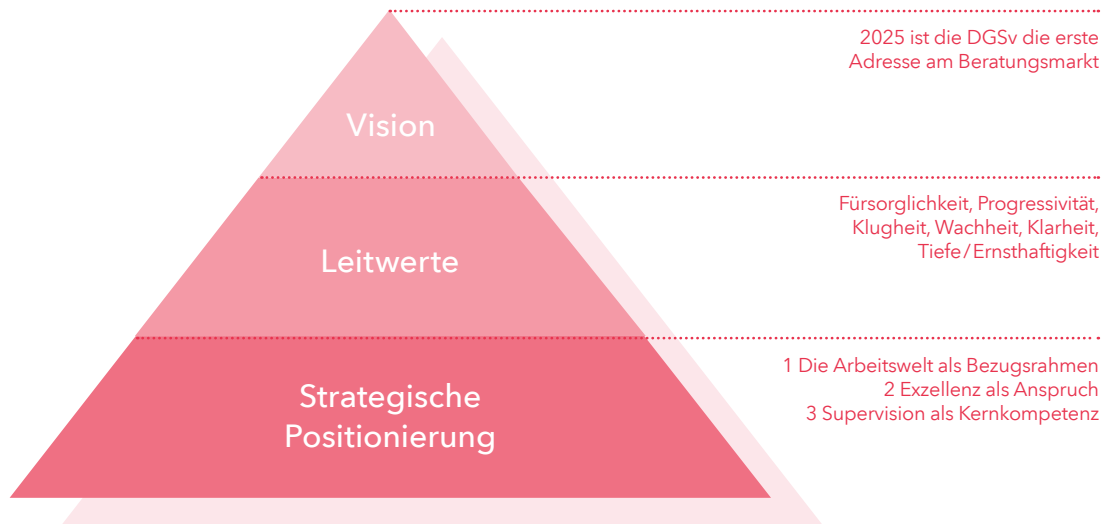 2025 ist die DGSv die erste
Adresse am Beratungsmarkt
Vision
Fürsorglichkeit, Progressivität,
Klugheit, Wachheit, Klarheit,
Tiefe/Ernsthaftigkeit
Leitwerte
1 Die Arbeitswelt als Bezugsrahmen
2 Exzellenz als Anspruch
3 Supervision als Kernkompetenz
Strategische
Positionierung